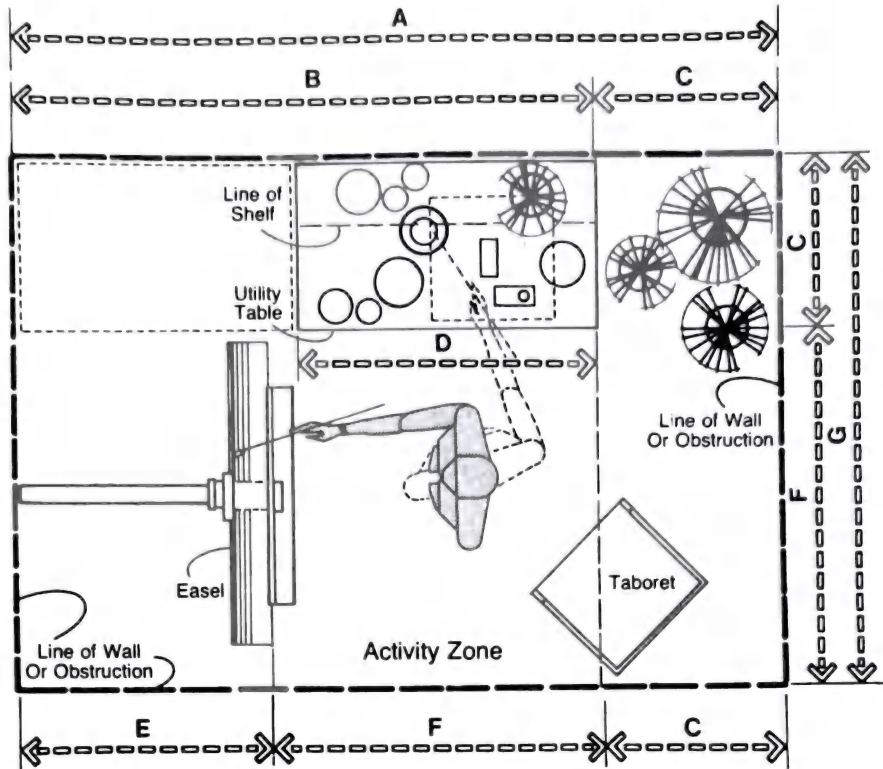 A
B
C
Line of
Shelf
Utility
Table
D
C
Line of Wall
Or Obstruction
G
F
Easel
Taboret
Line of Wall
Or Obstruction
Activity Zone
E
F
C